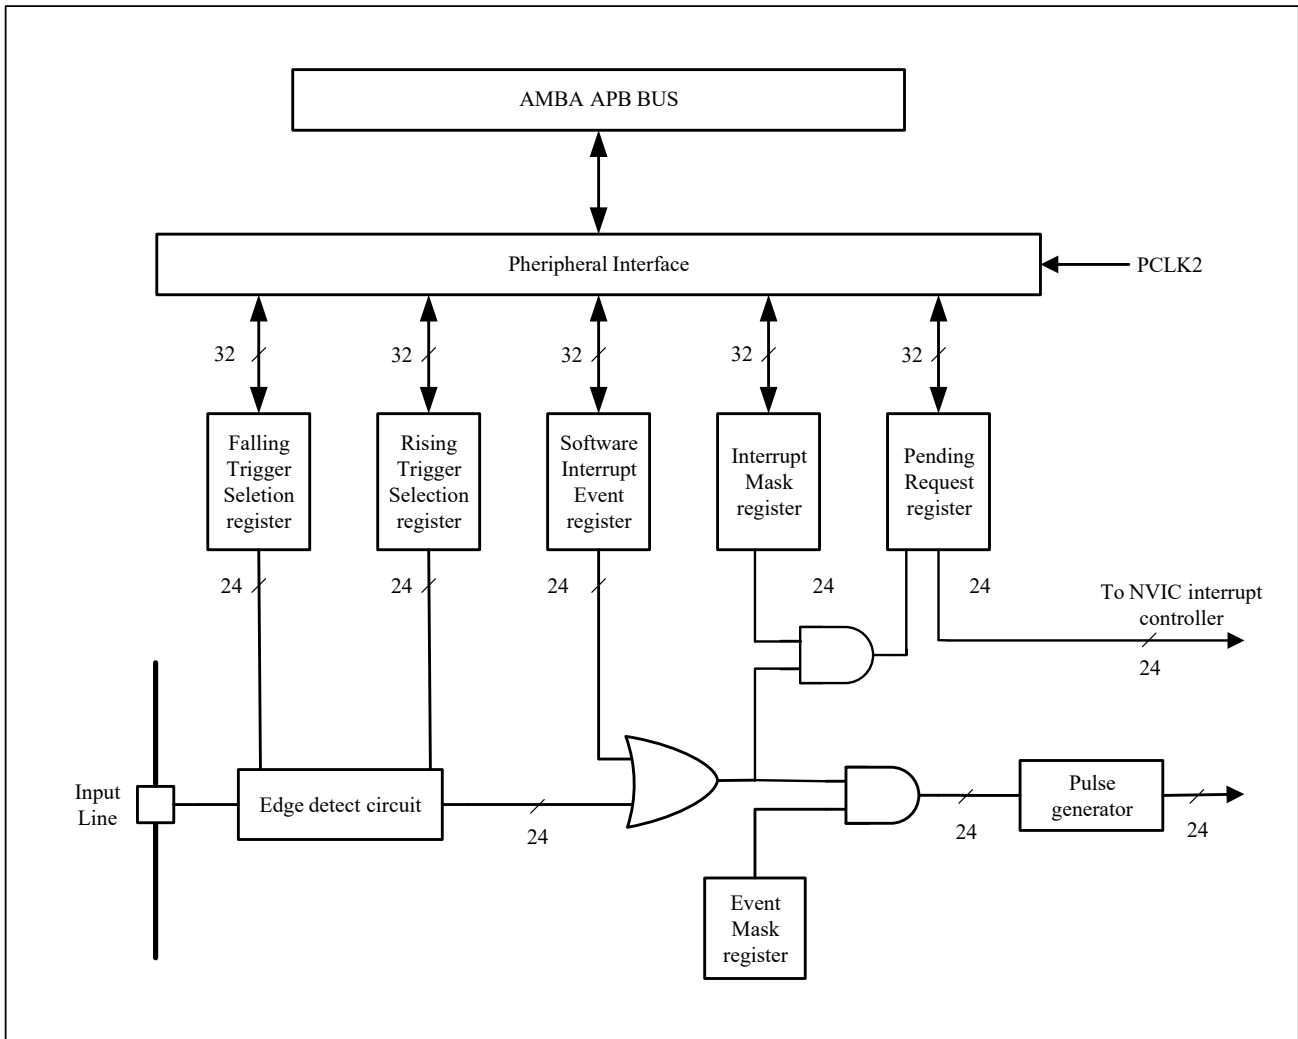 AMBA APB BUS
Pheripheral Interface
PCLK2
32
32
32
32
32
Falling
Trigger
Seletion
register
Rising
Trigger
Selection
register
Software
Interrupt
Event
register
Interrupt
Mask
register
Pending
Request
register
24
24
24
24
24
To NVIC interrupt
controller
24
Input
Line
Edge detect circuit
24
24
Pulse
generator
24
Event
Mask
register